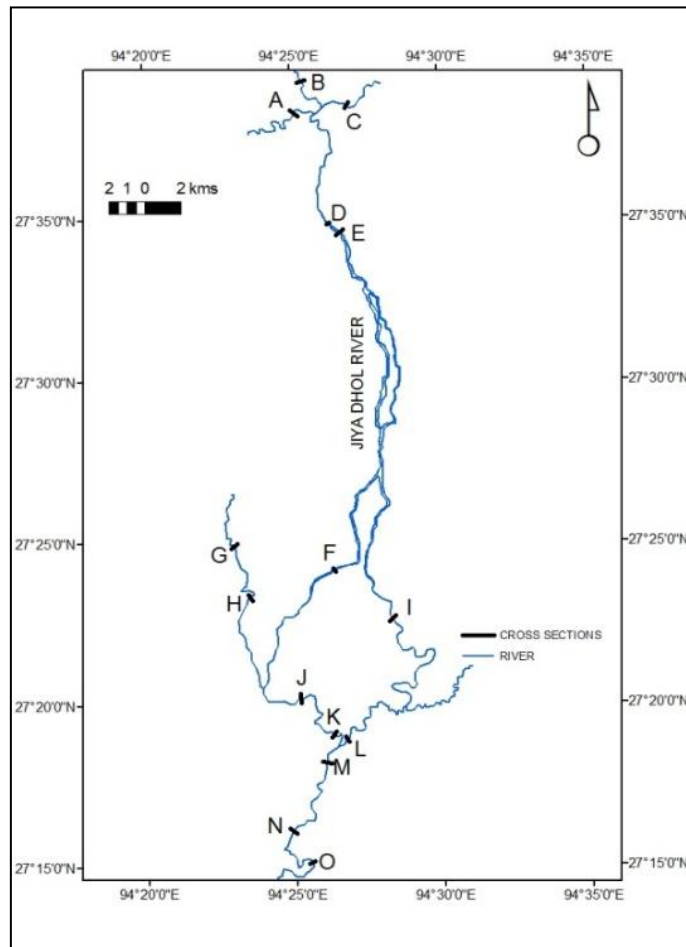 94°20'0"E 94°25'0"E 94°30'0"E 94°35'0"E
B
A
C
2 1 0 2 kms
27°35'0"N D 27°35'0"N
E
JIYA DHOL RIVER
27°30'0"N 27°30'0"N
27°25'0"N F 27°25'0"N
G
H I
CROSS SECTIONS
RIVER
J
27°20'0"N K 27°20'0"N
L
M
N
27°15'0"N O 27°15'0"N
94°20'0"E 94°25'0"E 94°30'0"E 94°35'0"E